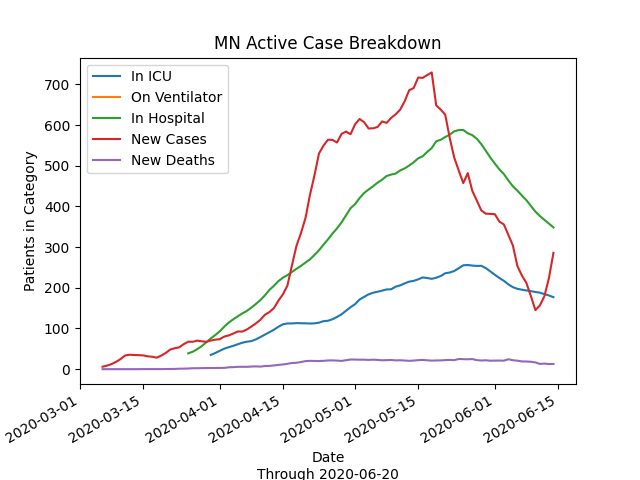 MN Active Case Breakdown
In ICU
On Ventilator
In Hospital
New Cases
New Deaths
Patients in Category
700
600
500
400
300
200
100
0
2020-03-01
2020-03-15
2020-04-01
2020-04-15
2020-05-01
2020-05-15
2020-06-01
2020-06-15
Date
Through 2020-06-20